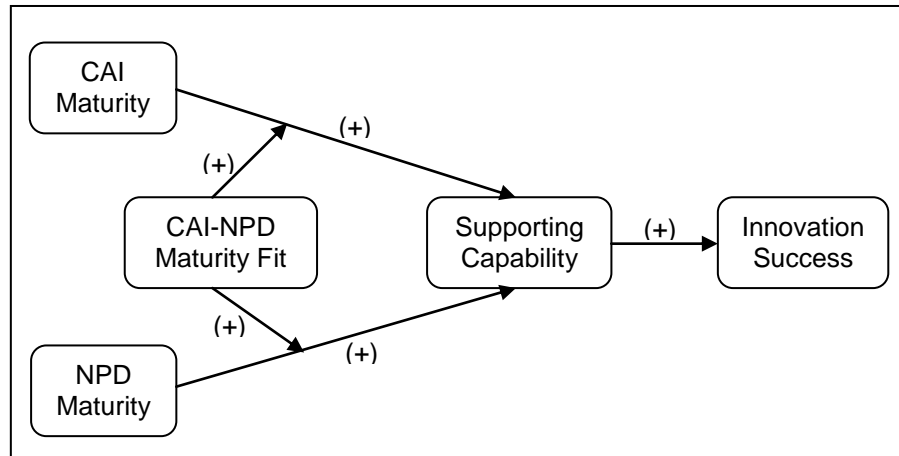 CAI
Maturity
(+)
(+)
CAI-NPD
Maturity Fit
Supporting
Capability
(+)
Innovation
Success
(+)
(+)
NPD
Maturity